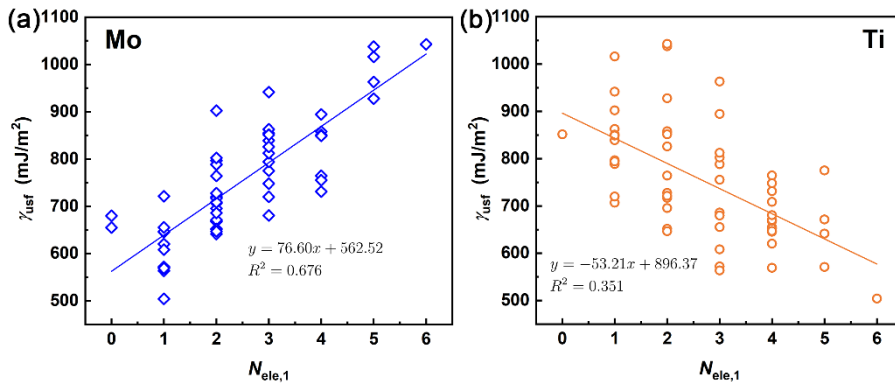 (a)
Mo
1100
1000
900
800
700
600
500
γusf (mJ/m²)
y = 76.60x + 562.52
R² = 0.676
0 1 2 3 4 5 6
Nele,1
(b)
Ti
1100
1000
900
800
700
600
500
γusf (mJ/m²)
y = −53.21x + 896.37
R² = 0.351
0 1 2 3 4 5 6
Nele,1